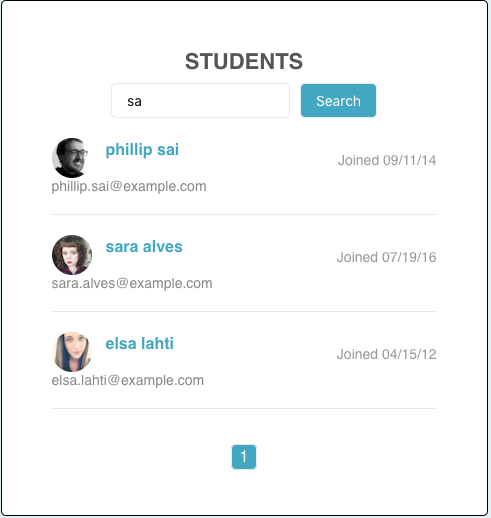 STUDENTS
sa Search
phillip sai
Joined 09/11/14
phillip.sai@example.com
sara alves
Joined 07/19/16
sara.alves@example.com
elsa lahti
Joined 04/15/12
elsa.lahti@example.com
1